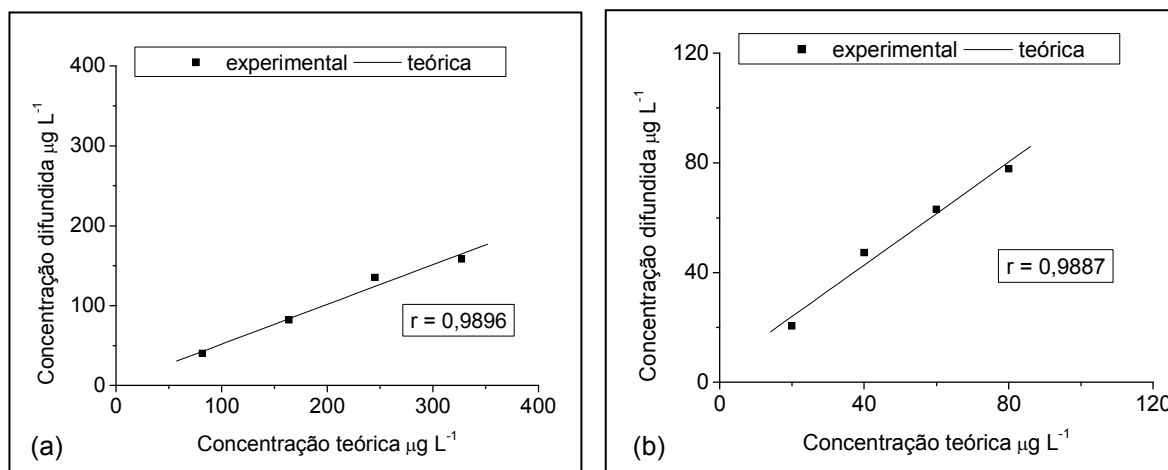 experimental — teórica
400
300
200
100
0
Concentração difundida µg L⁻¹
r = 0,9896
0 100 200 300 400
Concentração teórica µg L⁻¹
(a)
experimental — teórica
120
80
40
0
Concentração difundida µg L⁻¹
r = 0,9887
0 40 80 120
Concentração teórica µg L⁻¹
(b)